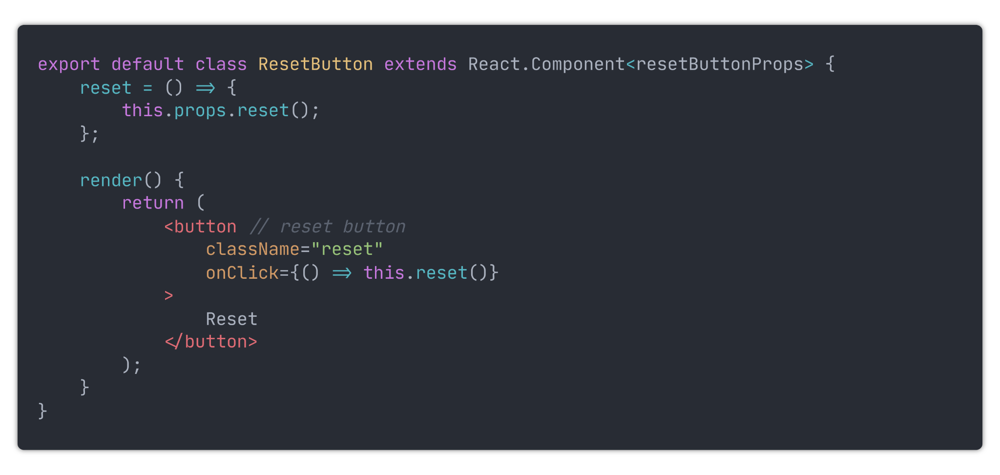 export default class ResetButton extends React.Component<resetButtonProps> {
    reset = () => {
        this.props.reset();
    };

    render() {
        return (
            <button // reset button
                className="reset"
                onClick={() => this.reset()}
            >
                Reset
            </button>
        );
    }
}